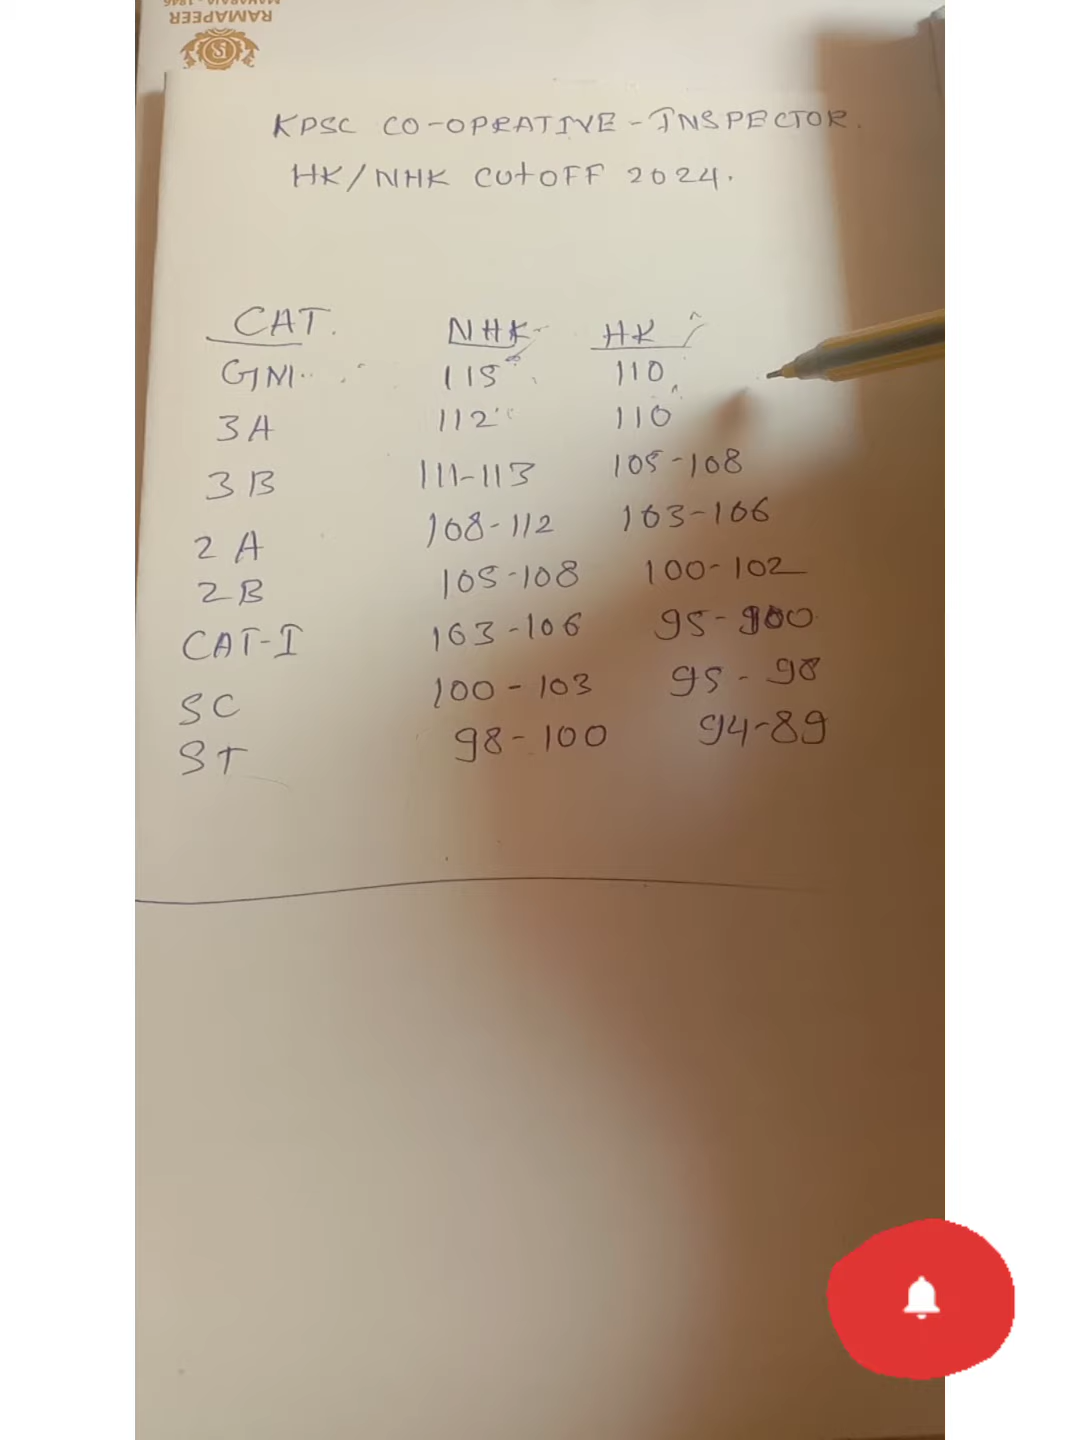 RAMAPEER
KPSC CO-OPRATIVE-INSPECTOR.
HK/NHK CUtOFF 2024.
CAT. NHK HK
GM 115 110
3A 112 110
3B 111-113 105-108
2A 108-112 103-106
2B 105-108 100-102
CAT-I 103-106 95-100
SC 100-103 95-98
ST 98-100 94-89